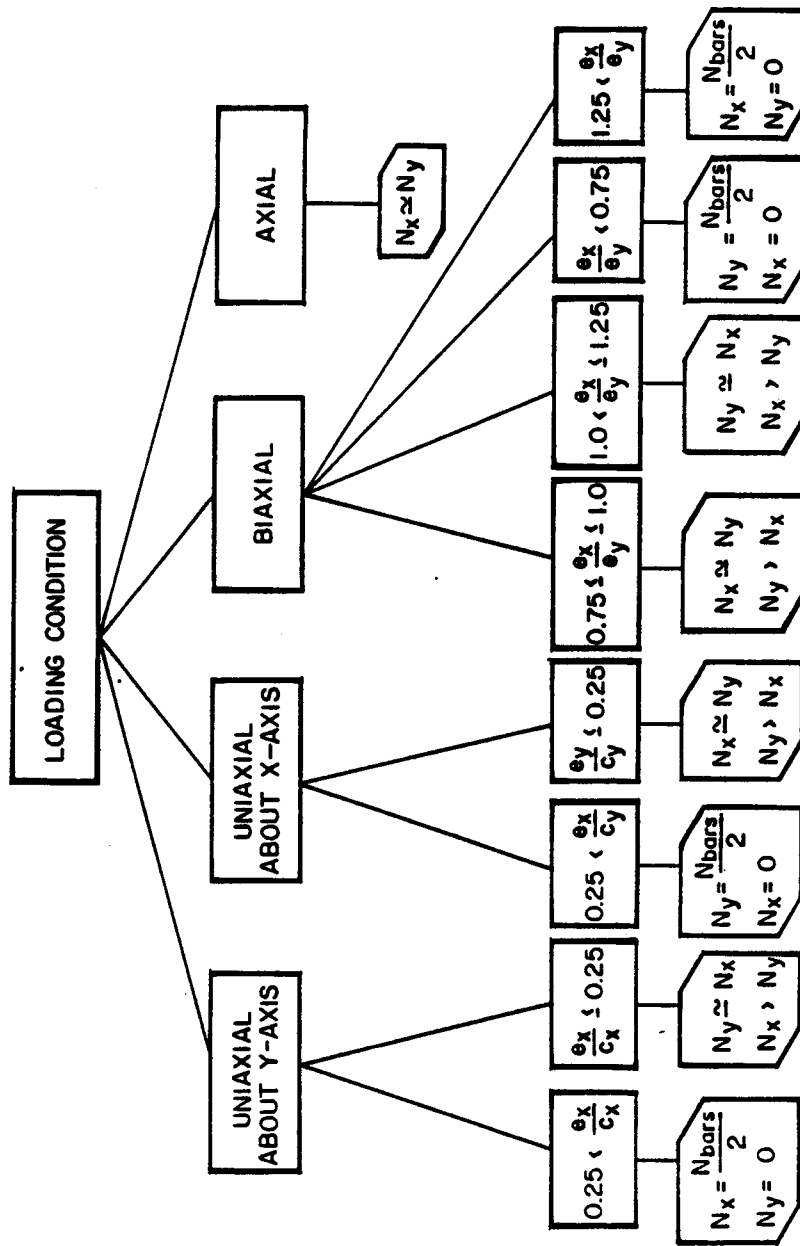 LOADING CONDITION
UNIAXIAL
ABOUT Y-AXIS
UNIAXIAL
ABOUT X-AXIS
BIAXIAL
AXIAL
Nx ≃ Ny
0.25 < ex/cx
ex/cx ≤ 0.25
0.25 < ex/cy
ey/cy ≤ 0.25
0.75 ≤ ex/ey ≤ 1.0
1.0 < ex/ey ≤ 1.25
ex/ey < 0.75
1.25 < ex/ey
Nx = Nbars/2
Ny = 0
Ny ≃ Nx
Nx > Ny
Ny = Nbars/2
Nx = 0
Nx ≃ Ny
Ny > Nx
Nx ≃ Ny
Ny > Nx
Ny ≃ Nx
Nx > Ny
Ny = Nbars/2
Nx = 0
Nx = Nbars/2
Ny = 0